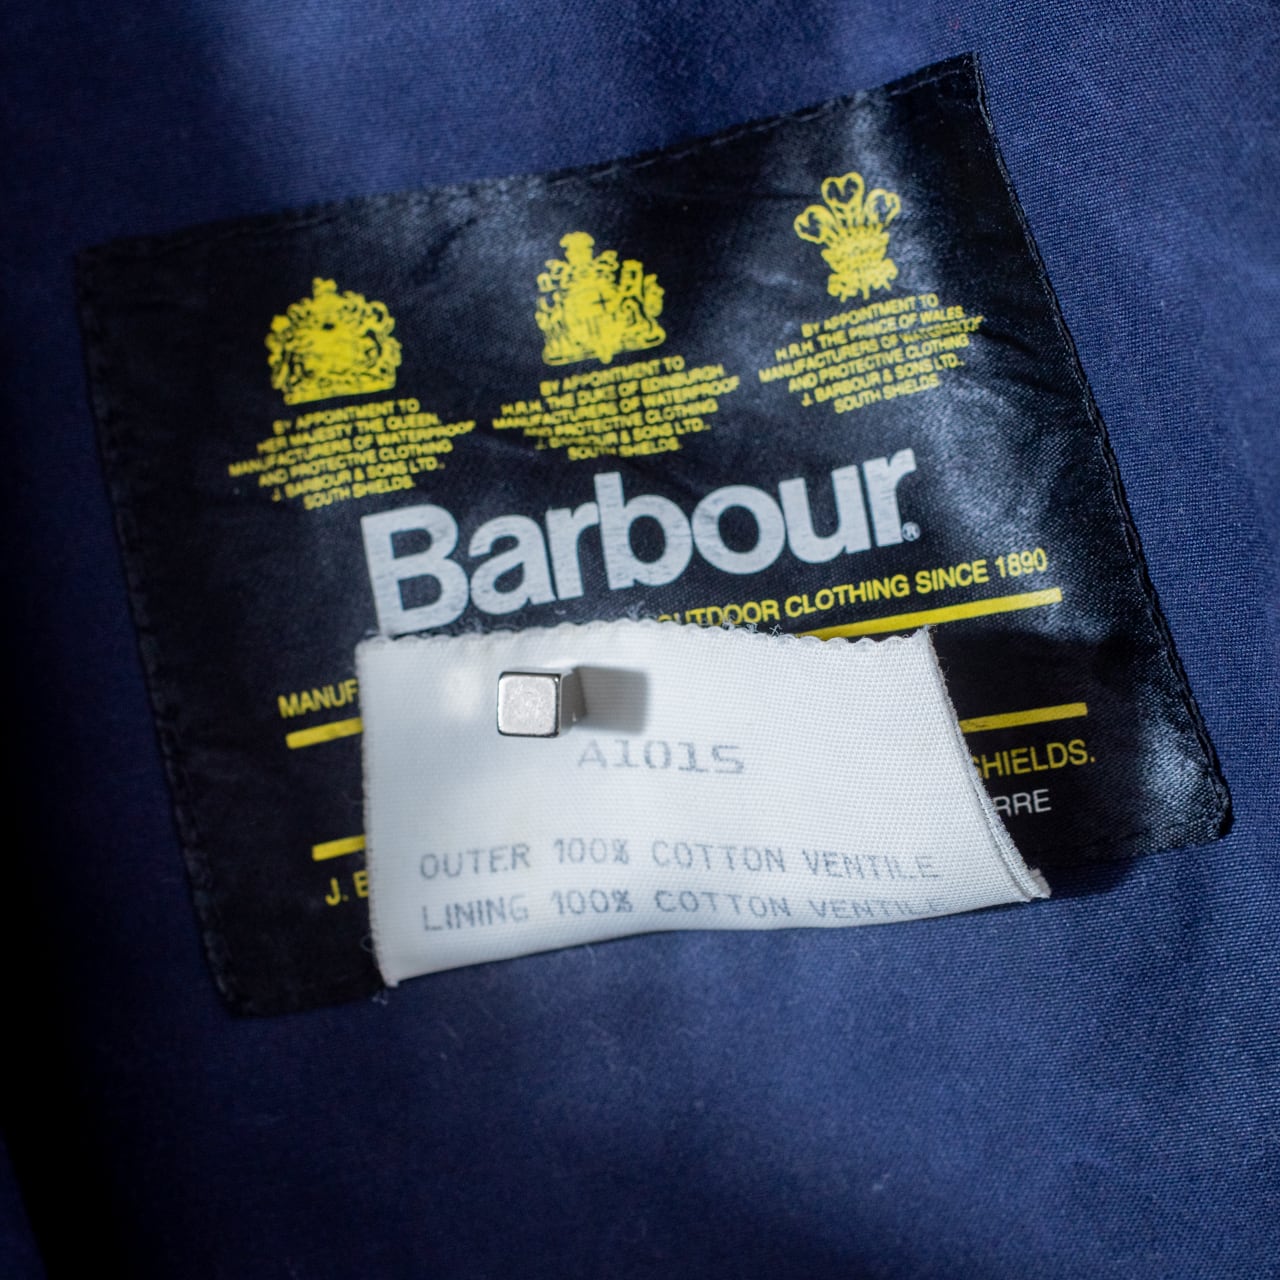 BY APPOINTMENT TO
HER MAJESTY THE QUEEN,
MANUFACTURERS OF WATERPROOF
AND PROTECTIVE CLOTHING
J. BARBOUR & SONS LTD.,
SOUTH SHIELDS.
BY APPOINTMENT TO
H.R.H. THE DUKE OF EDINBURGH,
MANUFACTURERS OF WATERPROOF
AND PROTECTIVE CLOTHING
J. BARBOUR & SONS LTD.,
SOUTH SHIELDS.
BY APPOINTMENT TO
H.R.H. THE PRINCE OF WALES,
MANUFACTURERS OF WATERPROOF
AND PROTECTIVE CLOTHING
J. BARBOUR & SONS LTD.
SOUTH SHIELDS
Barbour®
OUTDOOR CLOTHING SINCE 1890
MANUF
HIELDS.
RRE
J. B
A1015
OUTER 100% COTTON VENTILE
LINING 100% COTTON VENTILE